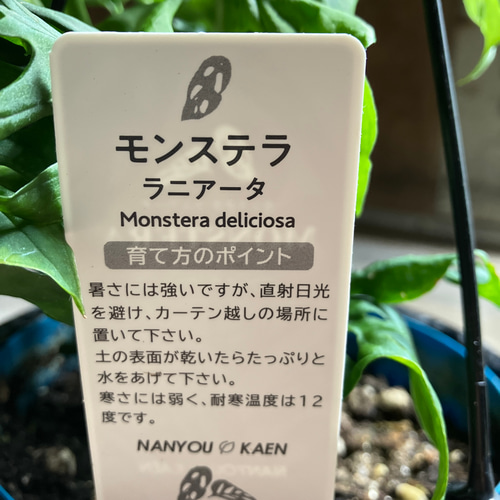 モンステラ
ラニアータ
Monstera deliciosa
育て方のポイント
暑さには強いですが、直射日光
を避け、カーテン越しの場所に
置いて下さい。
土の表面が乾いたらたっぷりと
水をあげて下さい。
寒さには弱く、耐寒温度は12
度です。
NANYOU KAEN